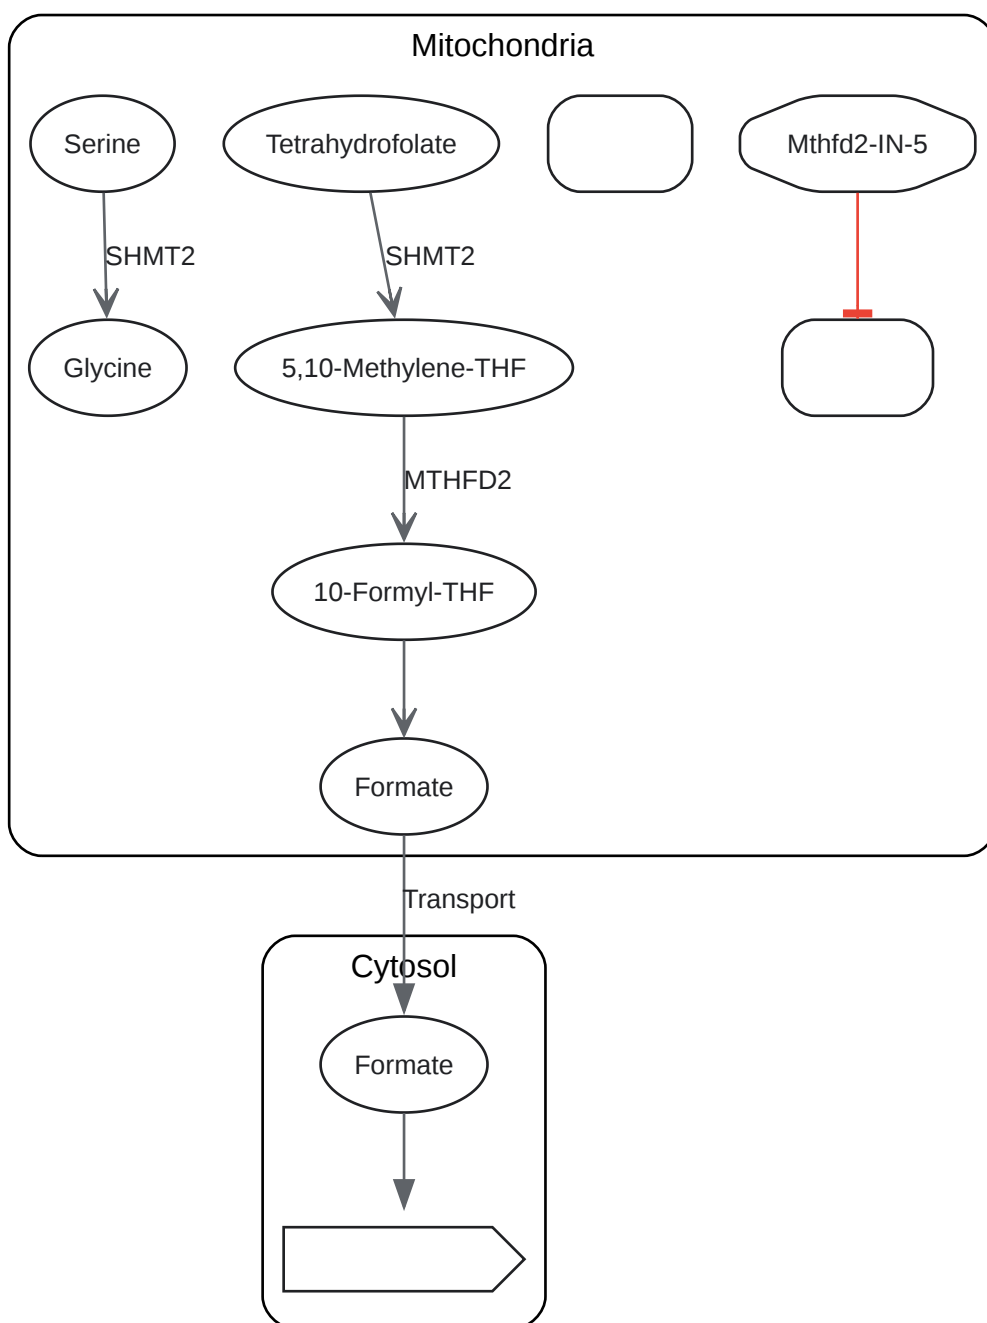 Mitochondria
Serine
Tetrahydrofolate
Mthfd2-IN-5
SHMT2
SHMT2
Glycine
5,10-Methylene-THF
MTHFD2
10-Formyl-THF
Formate
Transport
Cytosol
Formate